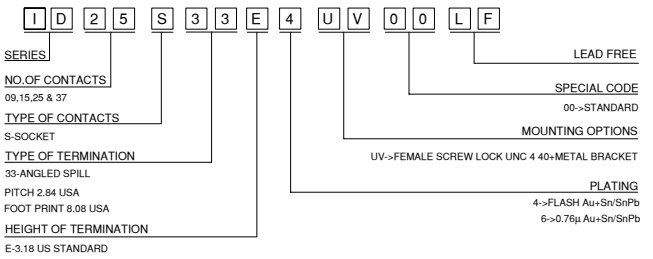 I D 2 5 S 3 3 E 4 U V 0 0 L F
SERIES
NO.OF CONTACTS
09,15,25 & 37
TYPE OF CONTACTS
S-SOCKET
TYPE OF TERMINATION
33-ANGLED SPILL
PITCH 2.84 USA
FOOT PRINT 8.08 USA
HEIGHT OF TERMINATION
E-3.18 US STANDARD
LEAD FREE
SPECIAL CODE
00->STANDARD
MOUNTING OPTIONS
UV->FEMALE SCREW LOCK UNC 4 40+METAL BRACKET
PLATING
4->FLASH Au+Sn/SnPb
6->0.76µ Au+Sn/SnPb